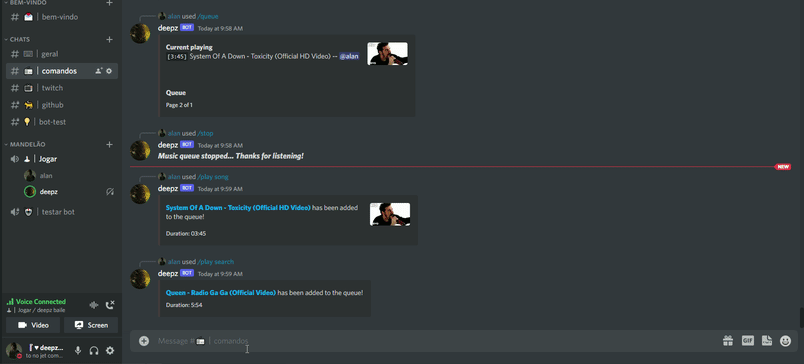 BEM-VINDO
bem-vindo
CHATS
geral
comandos
twitch
github
bot-test
MANDELÃO
Jogar
alan
deepz
testar bot
Voice Connected
Jogar / deepz baile
Video
Screen
deepz...
to no jet com...
alan used /queue
deepz BOT Today at 9:58 AM
Current playing
[3:45] System Of A Down - Toxicity (Official HD Video) -- @alan
Queue
Page 2 of 1
alan used /stop
deepz BOT Today at 9:58 AM
Music queue stopped... Thanks for listening!
NEW
alan used /play song
deepz BOT Today at 9:59 AM
System Of A Down - Toxicity (Official HD Video) has been added
to the queue!
Duration: 03:45
alan used /play search
deepz BOT Today at 9:59 AM
Queen - Radio Ga Ga (Official Video) has been added to the queue!
Duration: 5:54
Message # | comandos
GIF